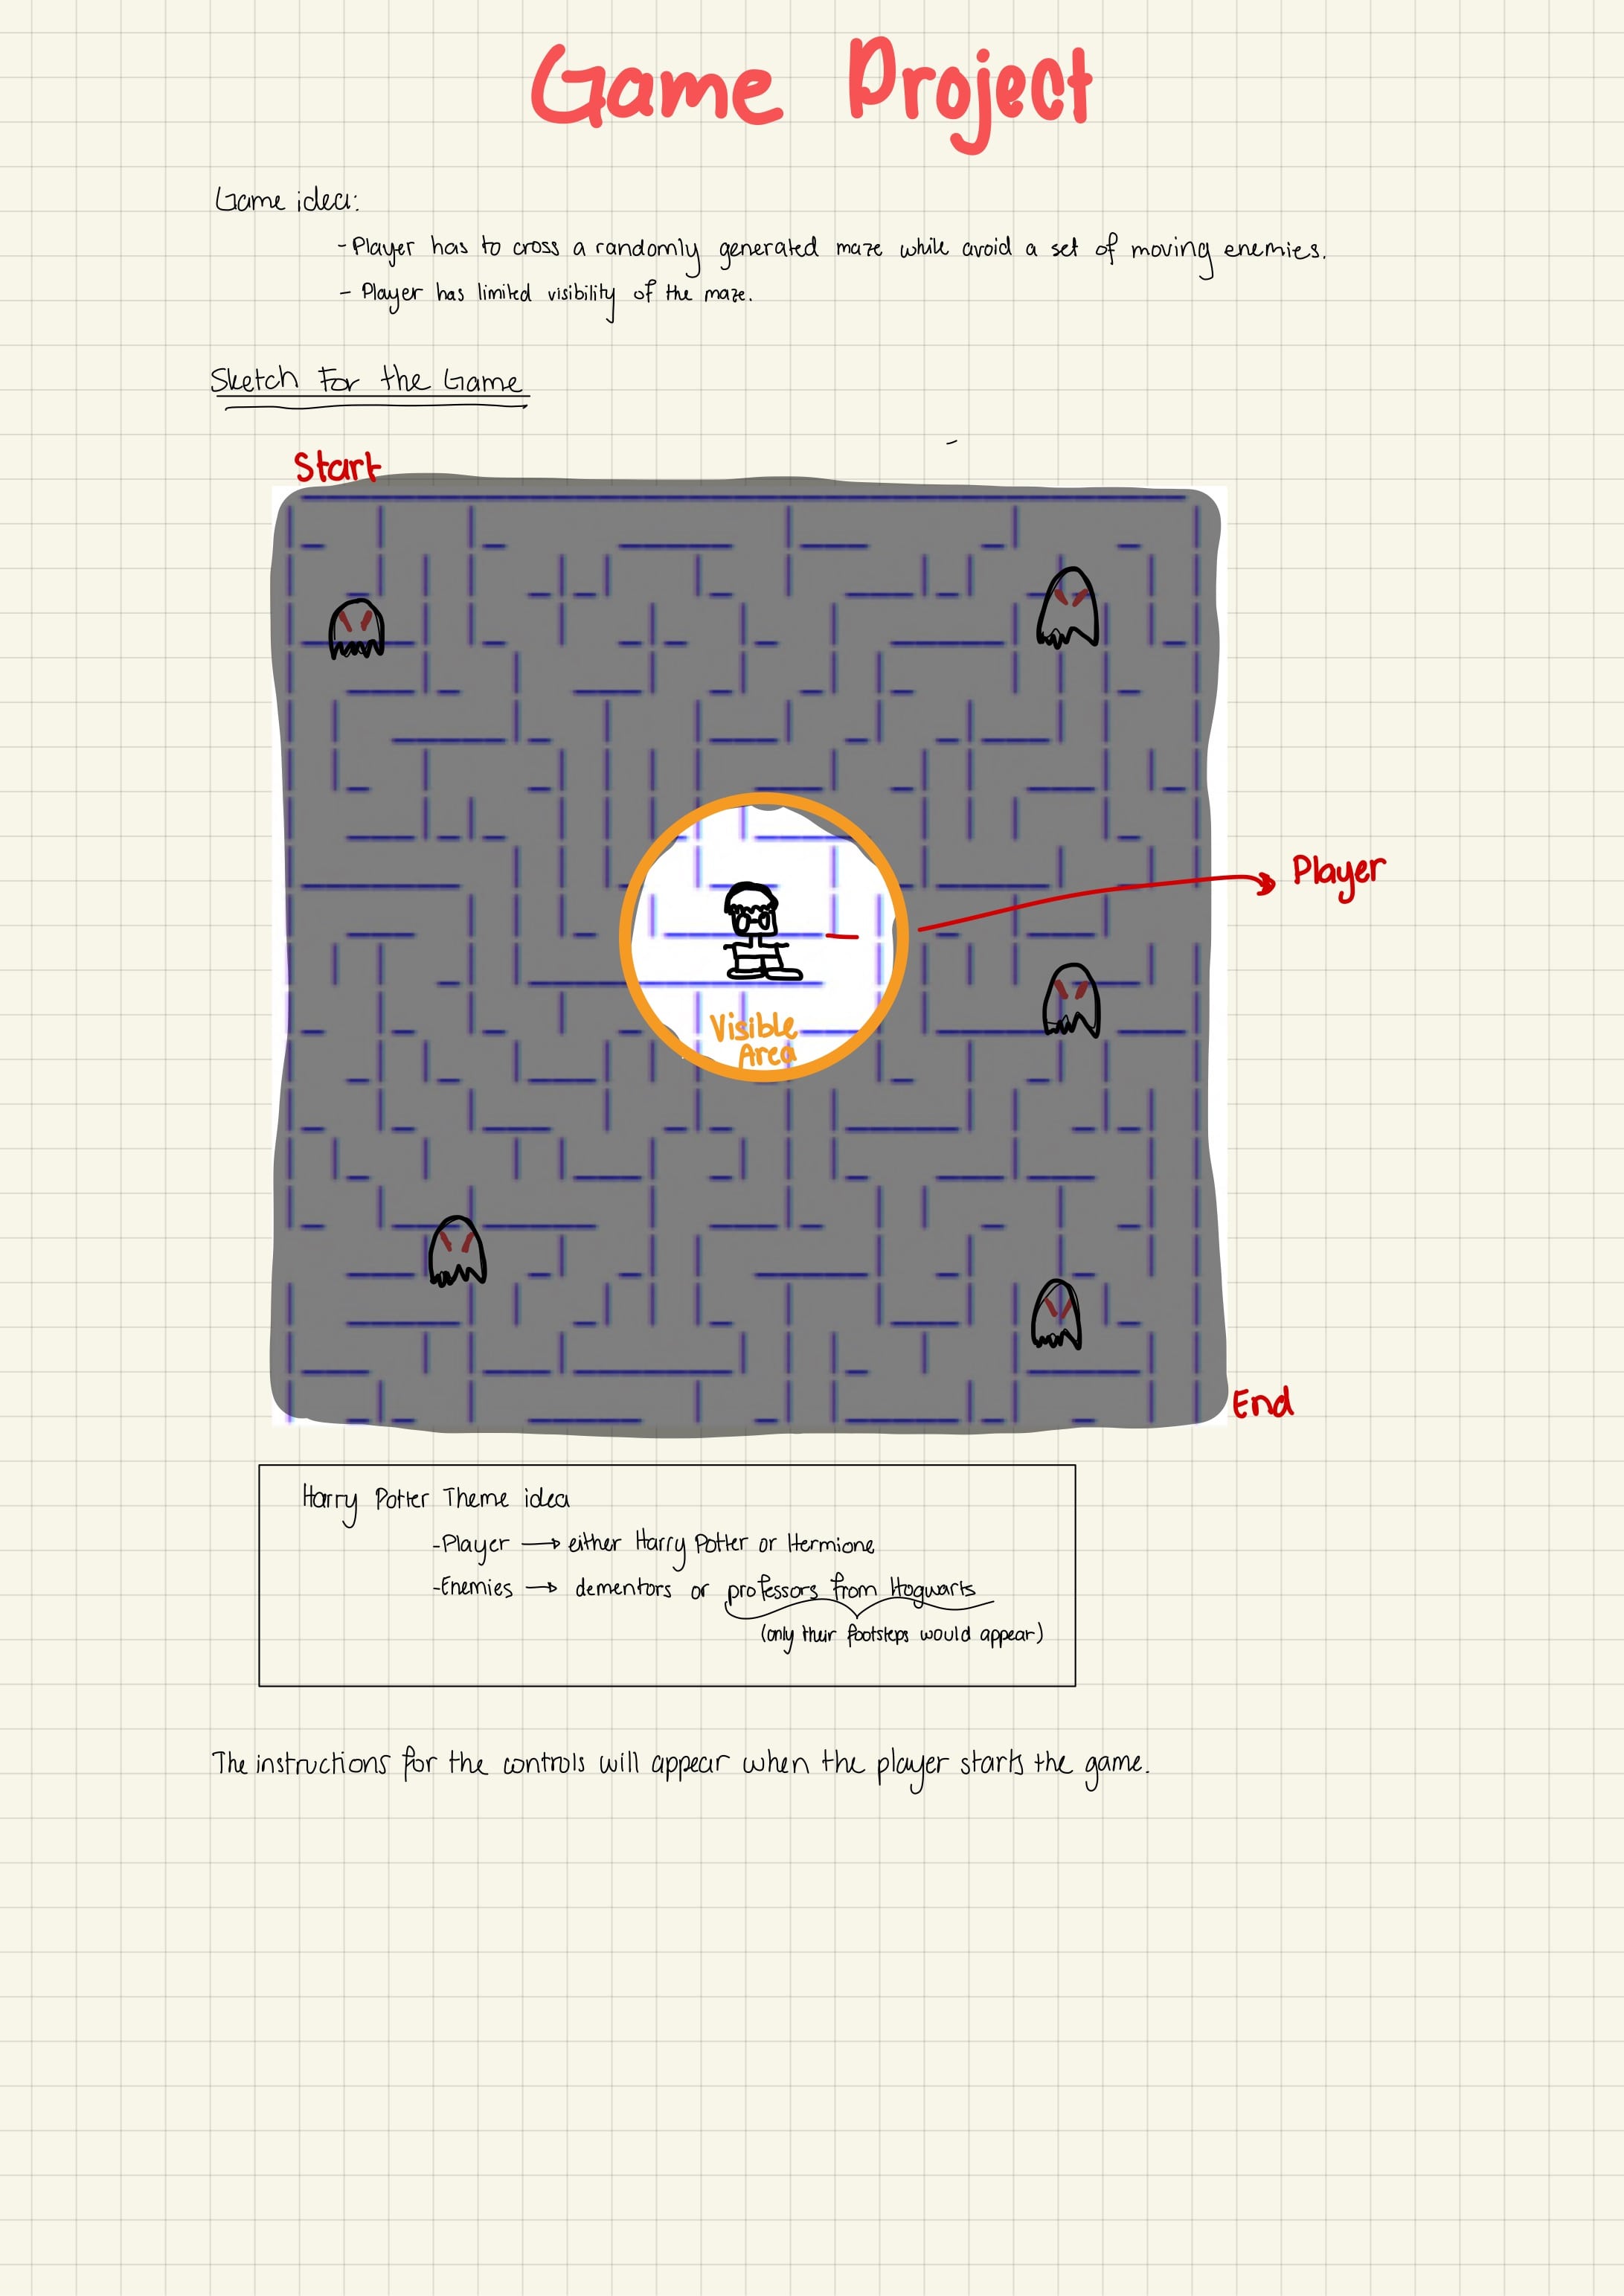 Game Project
Game idea:
- Player has to cross a randomly generated maze while avoid a set of moving enemies.
- Player has limited visibility of the maze.
Sketch For the Game
Start
Player
Visible
Area
End
Harry Potter Theme idea
-Player → either Harry Potter or Hermione
-Enemies → dementors or professors from Hogwarts
(only their footsteps would appear)
The instructions for the controls will appear when the player starts the game.